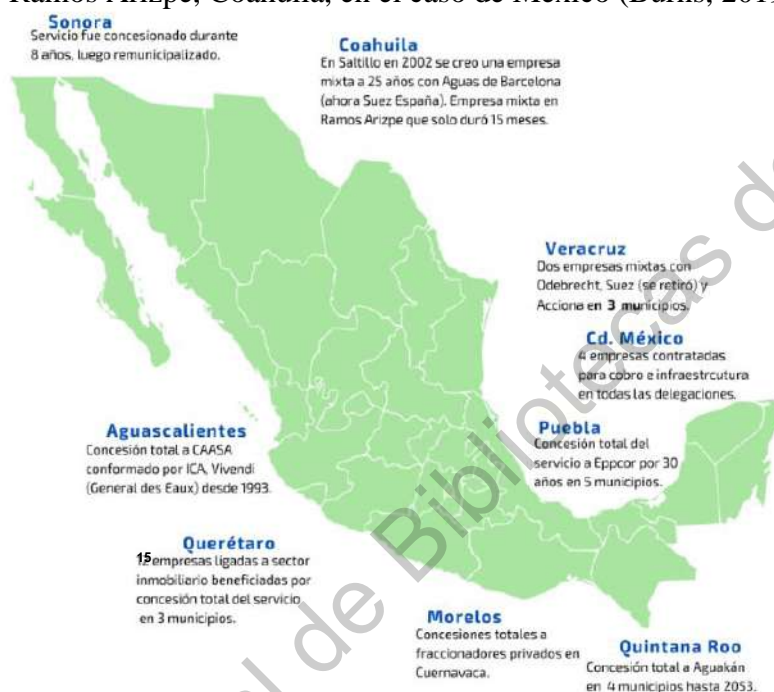 Ramos Arizpe, Coahuila, en el caso de México (Burns, 201
Sonora
Servicio fue concesionado durante
8 años, luego remunicipalizado.
Coahuila
En Saltillo en 2002 se creo una empresa
mixta a 25 años con Aguas de Barcelona
(ahora Suez España). Empresa mixta en
Ramos Arizpe que solo duró 15 meses.
Veracruz
Dos empresas mixtas con
Odebrecht, Suez (se retiró) y
Acciona en 3 municipios.
Cd. México
4 empresas contratadas
para cobro e infraestrcutura
en todas las delegaciones.
Puebla
Concesión total del
servicio a Eppcor por 30
años en 5 municipios.
Aguascalientes
Concesión total a CAASA
conformado por ICA, Vivendi
(General des Eaux) desde 1993.
Querétaro
15 empresas ligadas a sector
inmobiliario beneficiadas por
concesión total del servicio
en 3 municipios.
Morelos
Concesiones totales a
fraccionadores privados en
Cuernavaca.
Quintana Roo
Concesión total a Aguakán
en 4 municipios hasta 2053.
de Bibliotecas